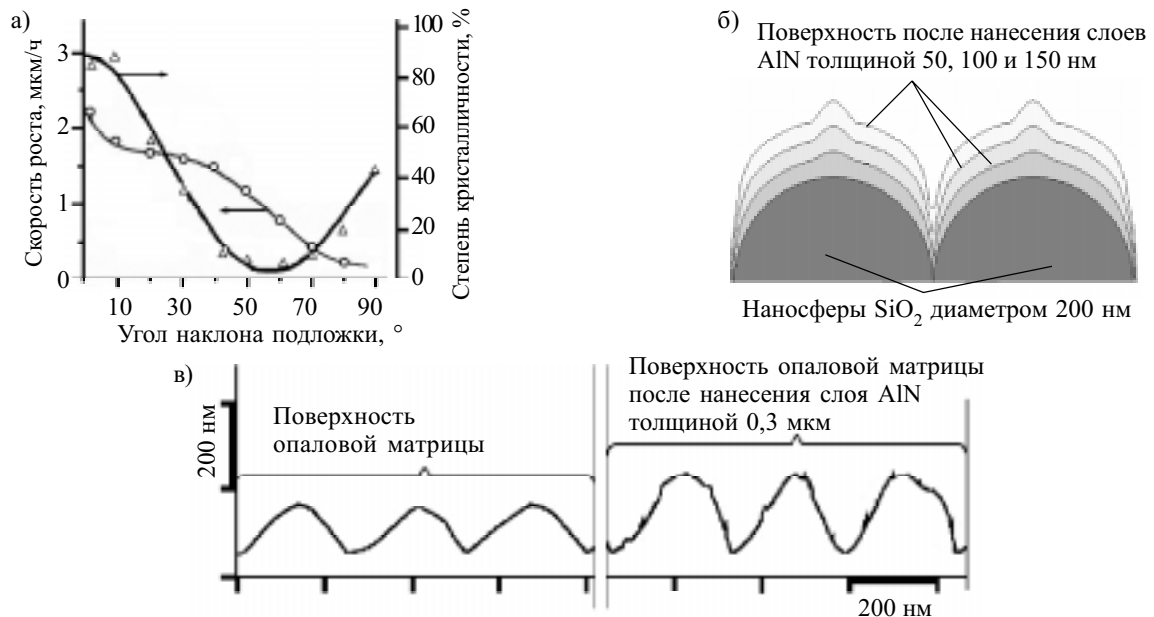 а)
Скорость роста, мкм/ч
3
2
1
0
100
80
60
40
20
0
Степень кристалличности, %
10 30 50 70 90
Угол наклона подложки, °
б)
Поверхность после нанесения слоев
AlN толщиной 50, 100 и 150 нм
Наносферы SiO₂ диаметром 200 нм
в)
200 нм
Поверхность
опаловой матрицы
Поверхность опаловой матрицы
после нанесения слоя AlN
толщиной 0,3 мкм
200 нм